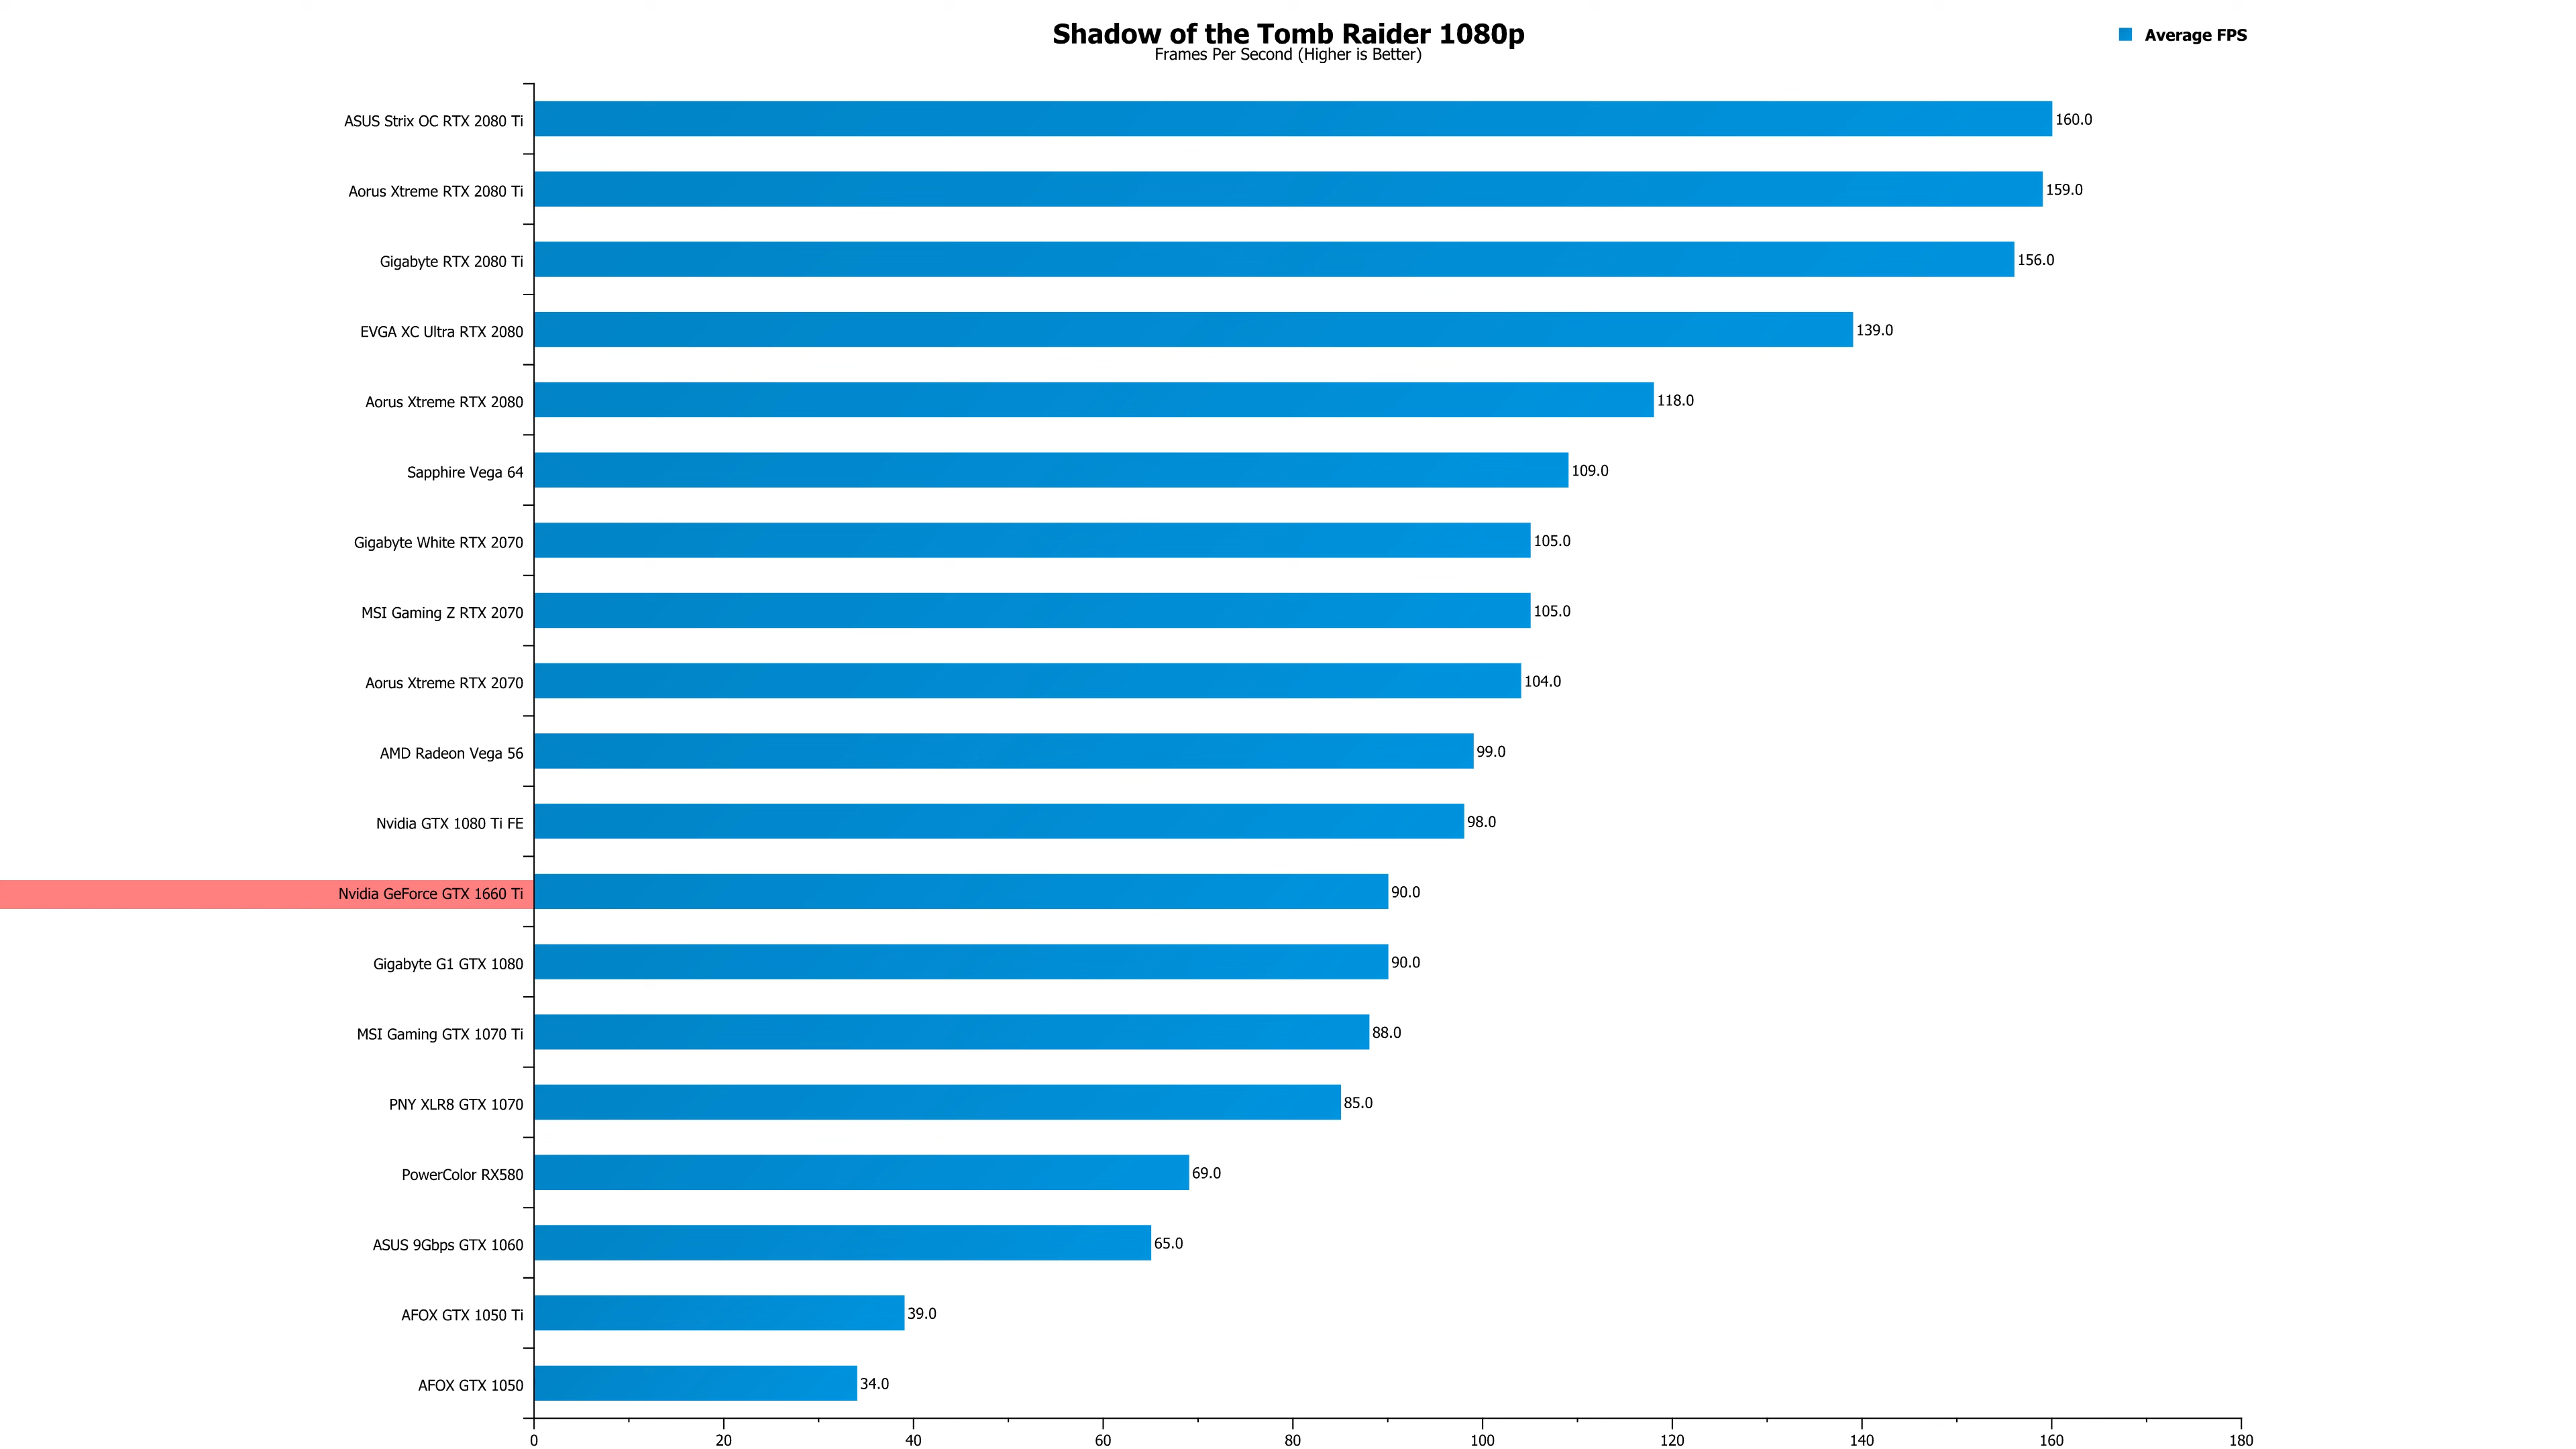 Shadow of the Tomb Raider 1080p
Frames Per Second (Higher is Better)
Average FPS
ASUS Strix OC RTX 2080 Ti 160.0
Aorus Xtreme RTX 2080 Ti 159.0
Gigabyte RTX 2080 Ti 156.0
EVGA XC Ultra RTX 2080 139.0
Aorus Xtreme RTX 2080 118.0
Sapphire Vega 64 109.0
Gigabyte White RTX 2070 105.0
MSI Gaming Z RTX 2070 105.0
Aorus Xtreme RTX 2070 104.0
AMD Radeon Vega 56 99.0
Nvidia GTX 1080 Ti FE 98.0
Nvidia GeForce GTX 1660 Ti 90.0
Gigabyte G1 GTX 1080 90.0
MSI Gaming GTX 1070 Ti 88.0
PNY XLR8 GTX 1070 85.0
PowerColor RX580 69.0
ASUS 9Gbps GTX 1060 65.0
AFOX GTX 1050 Ti 39.0
AFOX GTX 1050 34.0
0 20 40 60 80 100 120 140 160 180